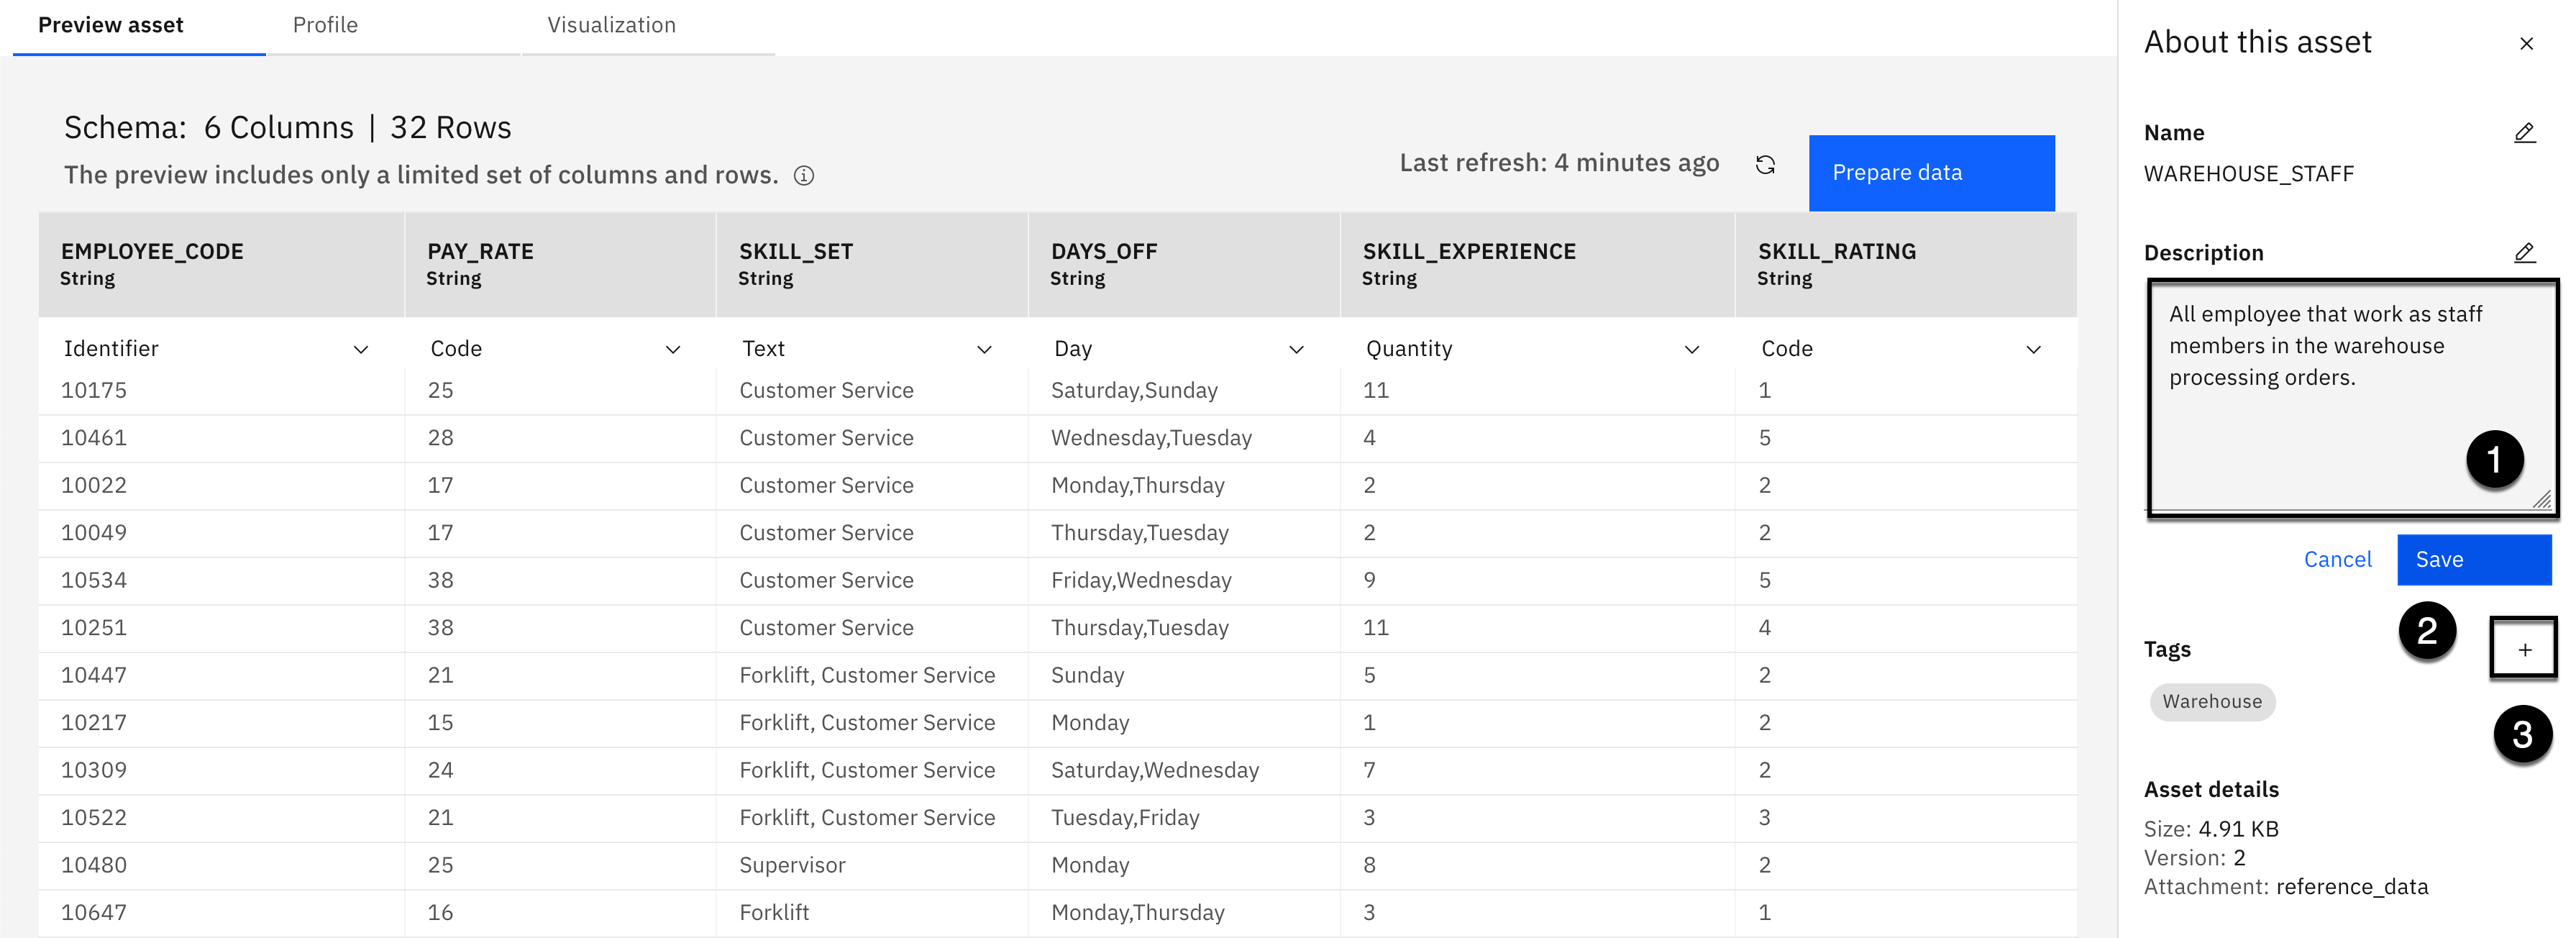 Preview asset Profile Visualization
Schema: 6 Columns | 32 Rows
The preview includes only a limited set of columns and rows.
Last refresh: 4 minutes ago
Prepare data
EMPLOYEE_CODE PAY_RATE SKILL_SET DAYS_OFF SKILL_EXPERIENCE SKILL_RATING
String String String String String String
Identifier Code Text Day Quantity Code
10175 25 Customer Service Saturday,Sunday 11 1
10461 28 Customer Service Wednesday,Tuesday 4 5
10022 17 Customer Service Monday,Thursday 2 2
10049 17 Customer Service Thursday,Tuesday 2 2
10534 38 Customer Service Friday,Wednesday 9 5
10251 38 Customer Service Thursday,Tuesday 11 4
10447 21 Forklift, Customer Service Sunday 5 2
10217 15 Forklift, Customer Service Monday 1 2
10309 24 Forklift, Customer Service Saturday,Wednesday 7 2
10522 21 Forklift, Customer Service Tuesday,Friday 3 3
10480 25 Supervisor Monday 8 2
10647 16 Forklift Monday,Thursday 3 1
About this asset
Name
WAREHOUSE_STAFF
Description
All employee that work as staff
members in the warehouse
processing orders.
1
Cancel Save
2
Tags +
Warehouse
3
Asset details
Size: 4.91 KB
Version: 2
Attachment: reference_data